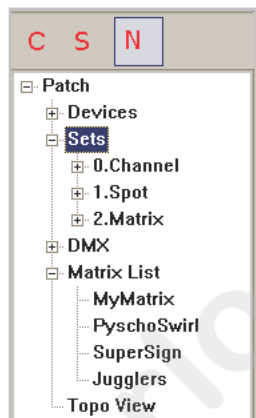 C S N
Patch
Devices
Sets
0.Channel
1.Spot
2.Matrix
DMX
Matrix List
MyMatrix
PyschoSwirl
SuperSign
Jugglers
Topo View